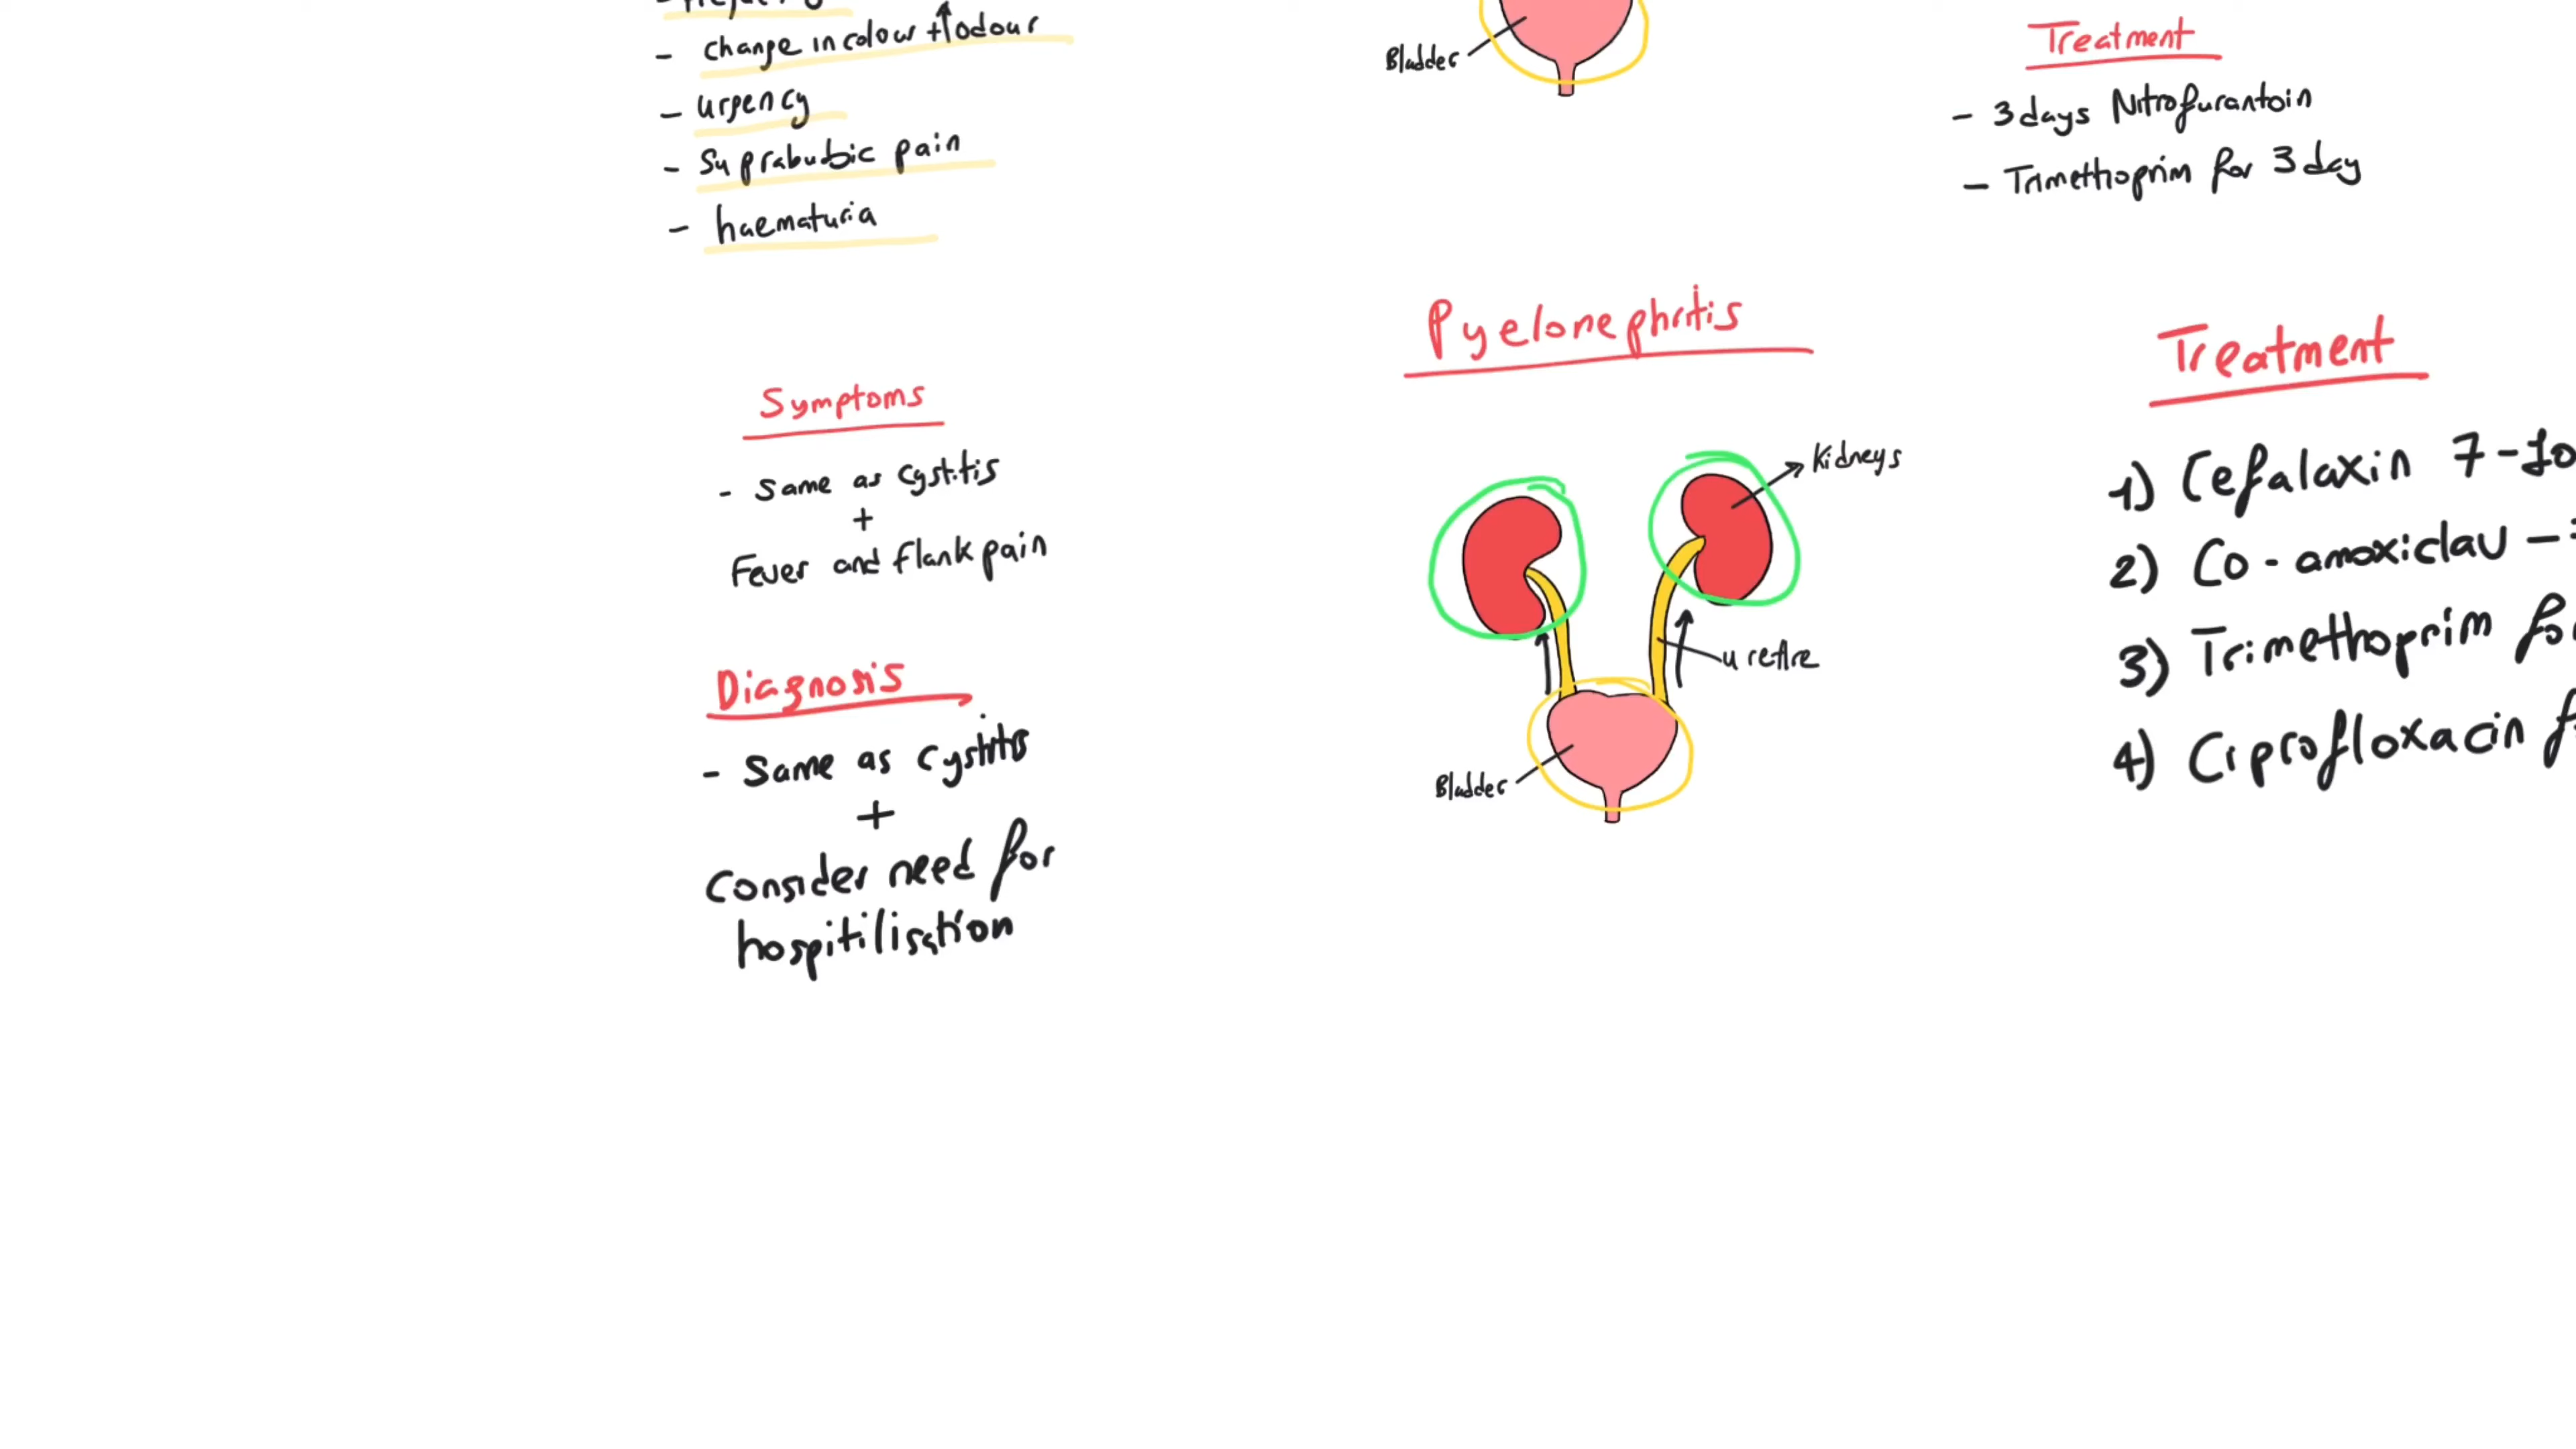 - change in colour + ↑ odour
- urgency
- Suprabubic pain
- haematuria
Bladder
Treatment
- 3 days Nitrofurantoin
- Trimethoprim for 3 day
Pyelonephritis
Symptoms
- Same as cystitis
+
Fever and flank pain
Diagnosis
- Same as cystitis
+
Consider need for
hospitilisation
Kidneys
Bladder
Treatment
1) Cefalaxin 7-10
2) Co-amoxiclav -
3) Trimethoprim for
4) Ciprofloxacin f